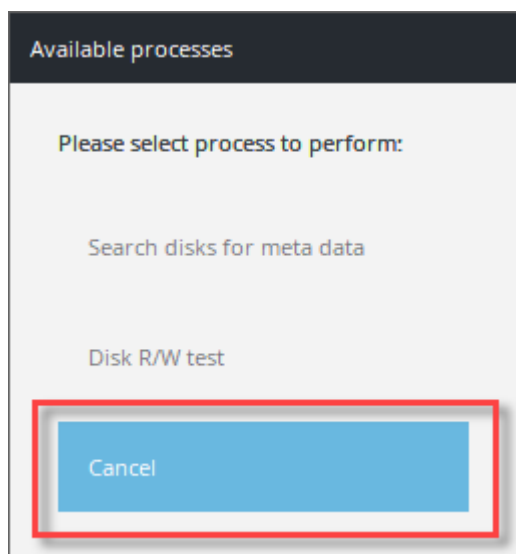 Available processes
Please select process to perform:
Search disks for meta data
Disk R/W test
Cancel